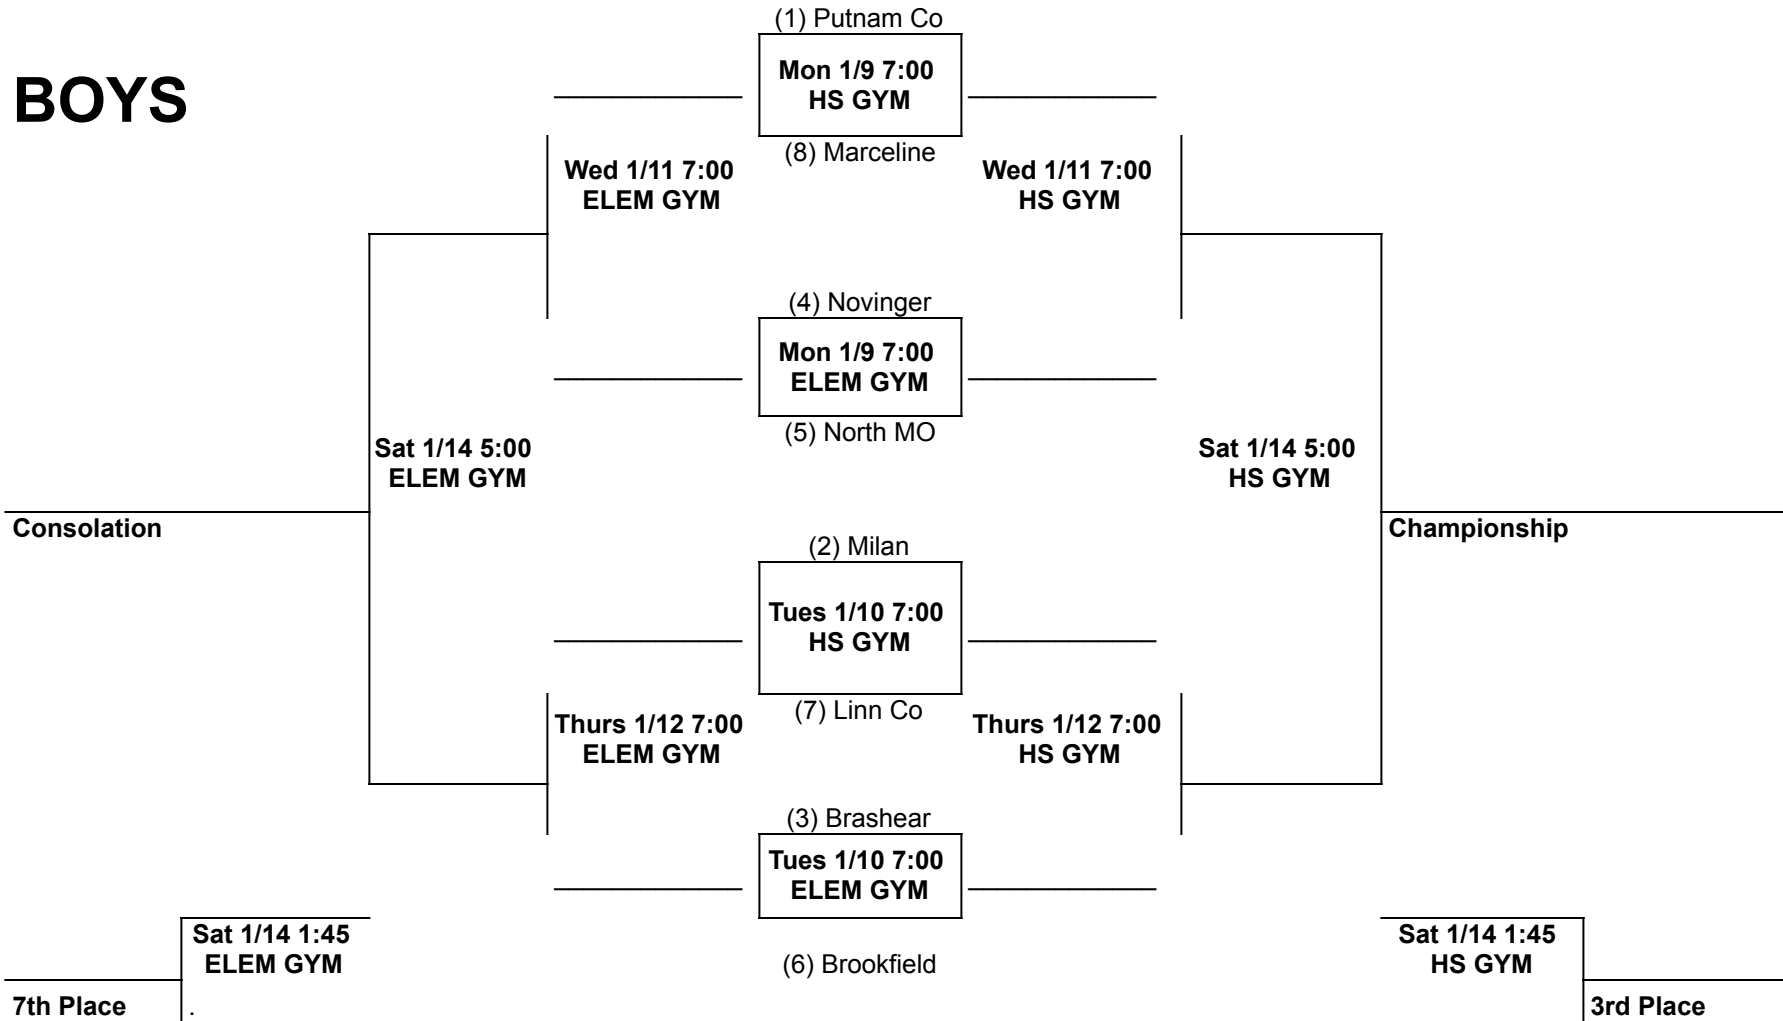 (1) Putnam Co
BOYS
Mon 1/9 7:00
HS GYM
(8) Marceline
Wed 1/11 7:00
ELEM GYM
Wed 1/11 7:00
HS GYM
(4) Novinger
Mon 1/9 7:00
ELEM GYM
(5) North MO
Sat 1/14 5:00
ELEM GYM
Sat 1/14 5:00
HS GYM
Consolation
Championship
(2) Milan
Tues 1/10 7:00
HS GYM
(7) Linn Co
Thurs 1/12 7:00
ELEM GYM
Thurs 1/12 7:00
HS GYM
(3) Brashear
Tues 1/10 7:00
ELEM GYM
(6) Brookfield
Sat 1/14 1:45
ELEM GYM
Sat 1/14 1:45
HS GYM
7th Place
.
3rd Place